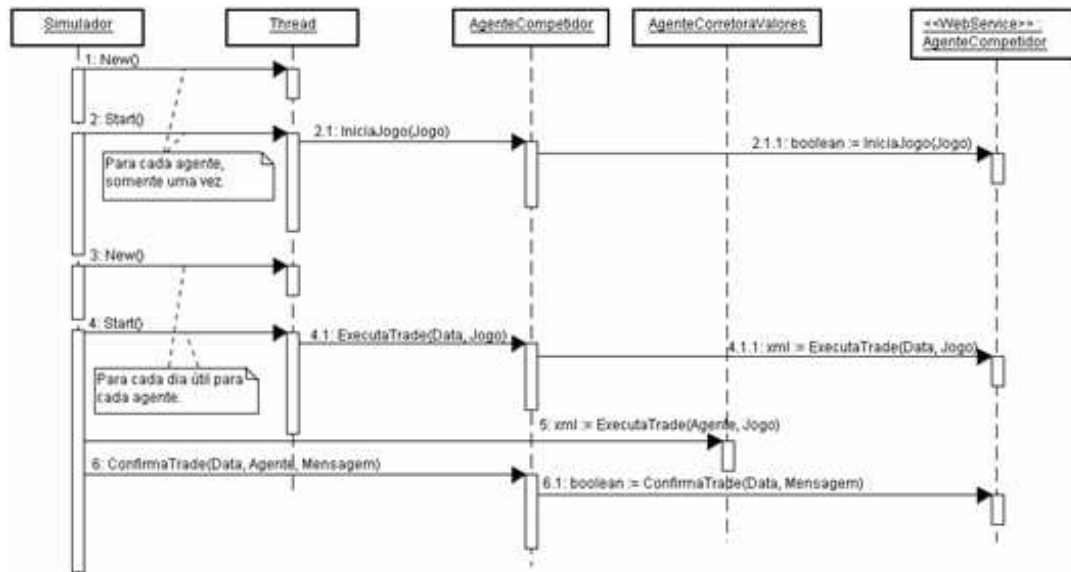 Simulador
Thread
AgenteCompetidor
AgenteCorretoraValores
<<WebService>> :
AgenteCompetidor
1: New()
2: Start()
2.1: IniciaJogo(Jogo)
2.1.1: boolean := IniciaJogo(Jogo)
Para cada agente,
somente uma vez.
3: New()
4: Start()
4.1: ExecutaTrade(Data, Jogo)
4.1.1: xml := ExecutaTrade(Data, Jogo)
Para cada dia útil para
cada agente.
5: xml := ExecutaTrade(Agente, Jogo)
6: ConfirmaTrade(Data, Agente, Mensagem)
6.1: boolean := ConfirmaTrade(Data, Mensagem)